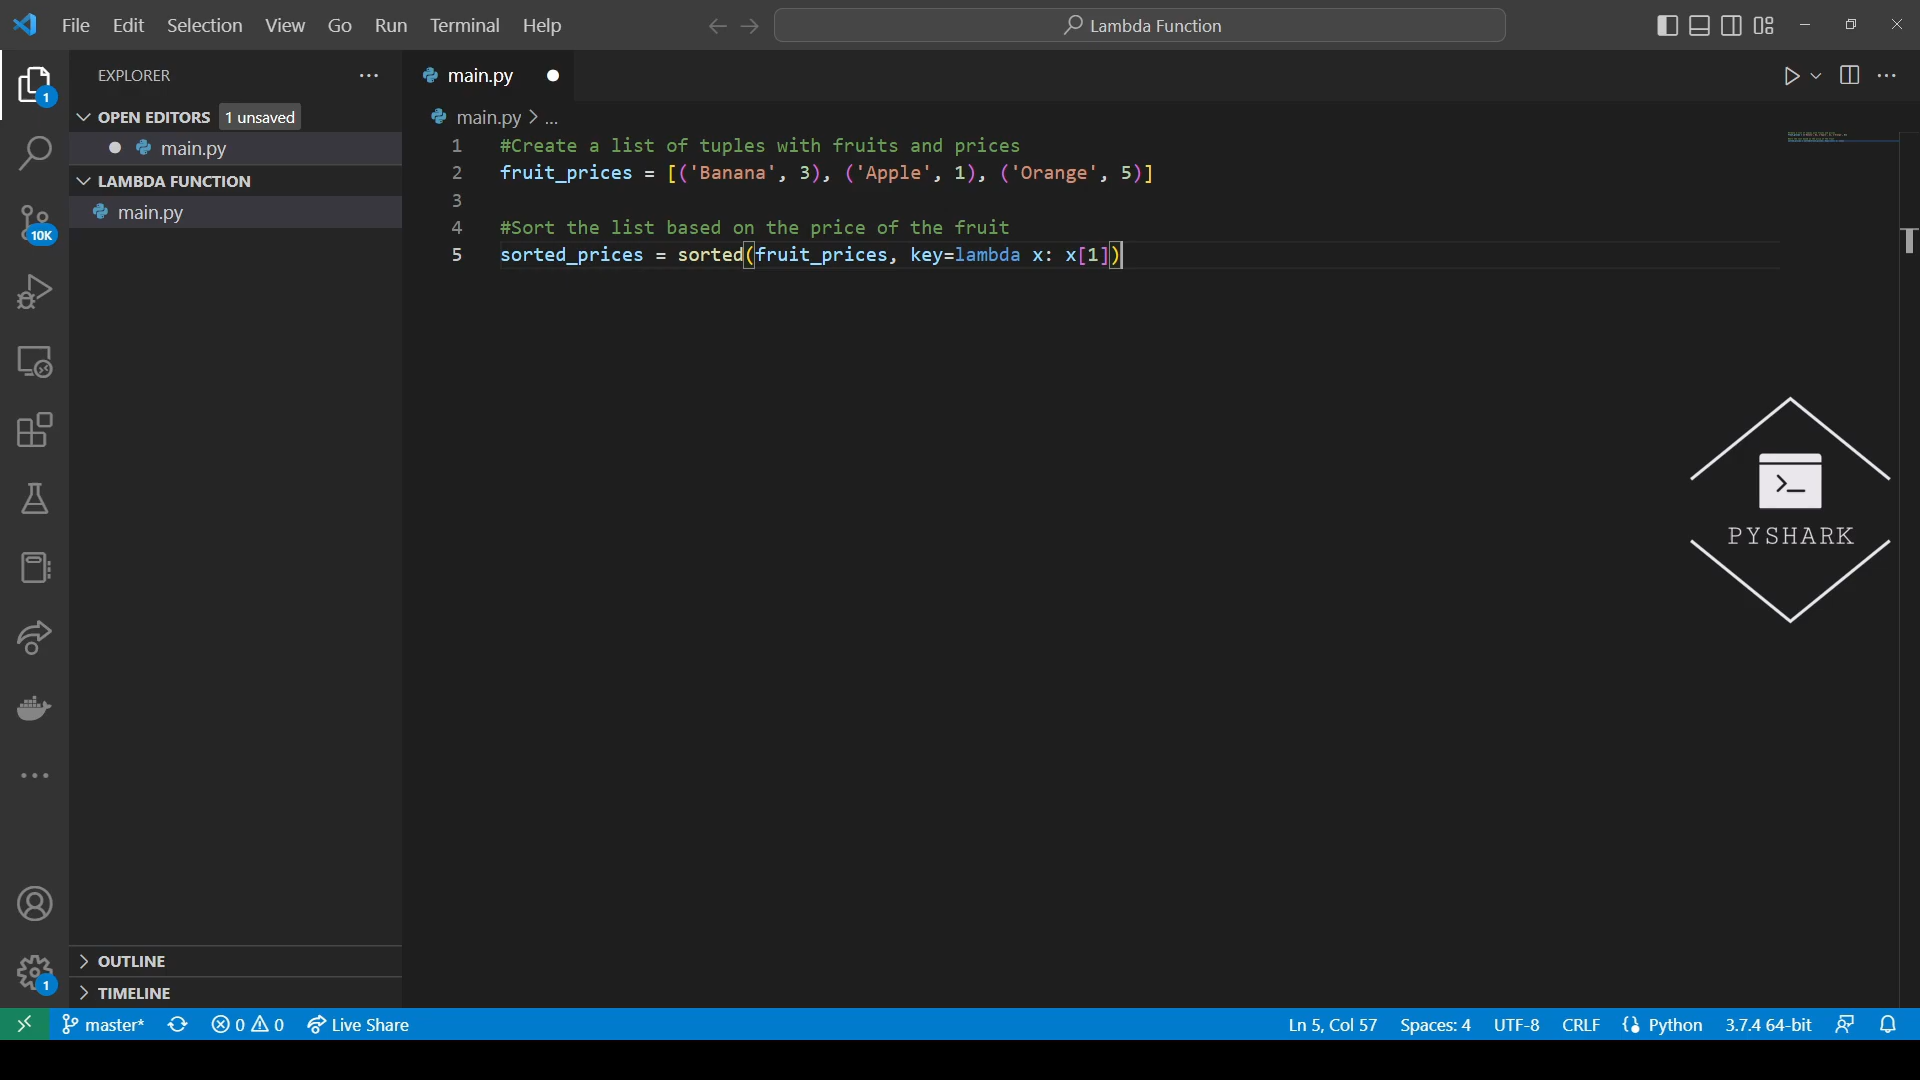 File Edit Selection View Go Run Terminal Help
Lambda Function
EXPLORER
main.py
1
OPEN EDITORS 1 unsaved
main.py > ...
main.py
LAMBDA FUNCTION
main.py
10K
1 #Create a list of tuples with fruits and prices
2 fruit_prices = [('Banana', 3), ('Apple', 1), ('Orange', 5)]
3
4 #Sort the list based on the price of the fruit
5 sorted_prices = sorted(fruit_prices, key=lambda x: x[1])
>_
PYSHARK
OUTLINE
1
TIMELINE
master* 0 0 Live Share Ln 5, Col 57 Spaces: 4 UTF-8 CRLF Python 3.7.4 64-bit